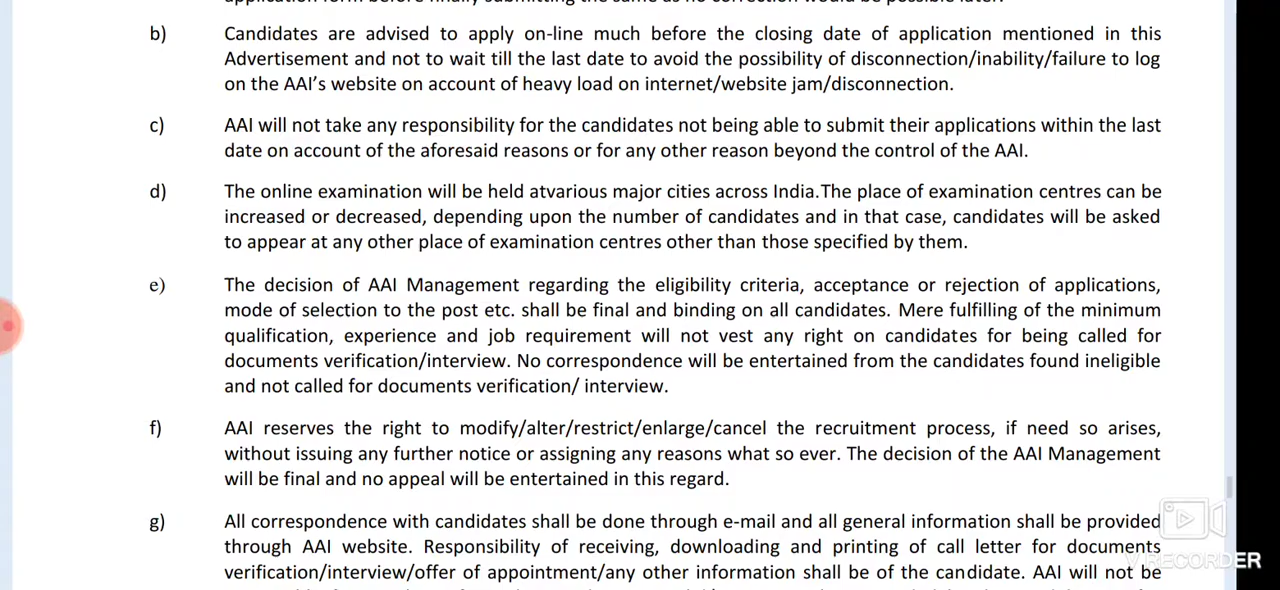 application form before finally submitting the same as no correction would be possible later.
b) Candidates are advised to apply on-line much before the closing date of application mentioned in this
Advertisement and not to wait till the last date to avoid the possibility of disconnection/inability/failure to log
on the AAI's website on account of heavy load on internet/website jam/disconnection.
c) AAI will not take any responsibility for the candidates not being able to submit their applications within the last
date on account of the aforesaid reasons or for any other reason beyond the control of the AAI.
d) The online examination will be held atvarious major cities across India.The place of examination centres can be
increased or decreased, depending upon the number of candidates and in that case, candidates will be asked
to appear at any other place of examination centres other than those specified by them.
e) The decision of AAI Management regarding the eligibility criteria, acceptance or rejection of applications,
mode of selection to the post etc. shall be final and binding on all candidates. Mere fulfilling of the minimum
qualification, experience and job requirement will not vest any right on candidates for being called for
documents verification/interview. No correspondence will be entertained from the candidates found ineligible
and not called for documents verification/ interview.
f) AAI reserves the right to modify/alter/restrict/enlarge/cancel the recruitment process, if need so arises,
without issuing any further notice or assigning any reasons what so ever. The decision of the AAI Management
will be final and no appeal will be entertained in this regard.
g) All correspondence with candidates shall be done through e-mail and all general information shall be provided
through AAI website. Responsibility of receiving, downloading and printing of call letter for documents
verification/interview/offer of appointment/any other information shall be of the candidate. AAI will not be
V RECORDER